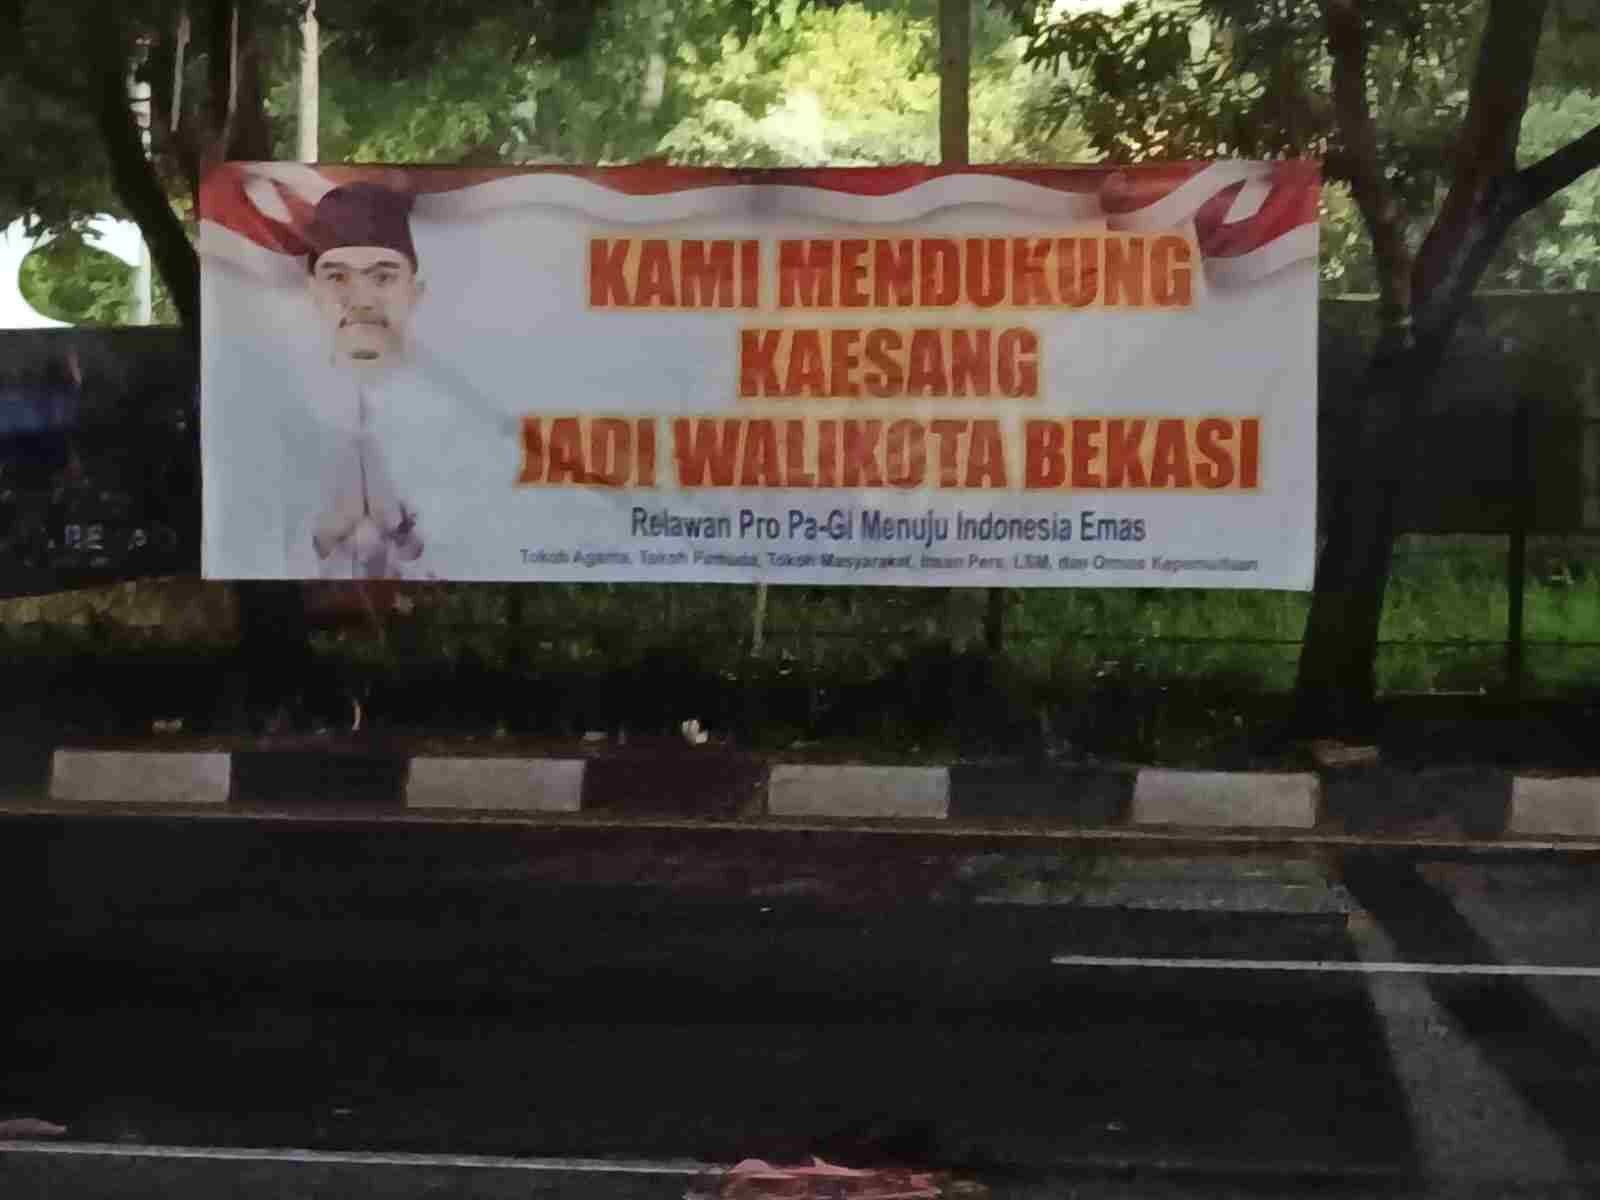 KAMI MENDUKUNG
KAESANG
JADI WALIKOTA BEKASI
Relawan Pro Pa-Gi Menuju Indonesia Emas
Tokoh Agama, Tokoh Pemuda, Tokoh Masyarakat, Insan Pers, LSM, dan Ormas Kepemudaan